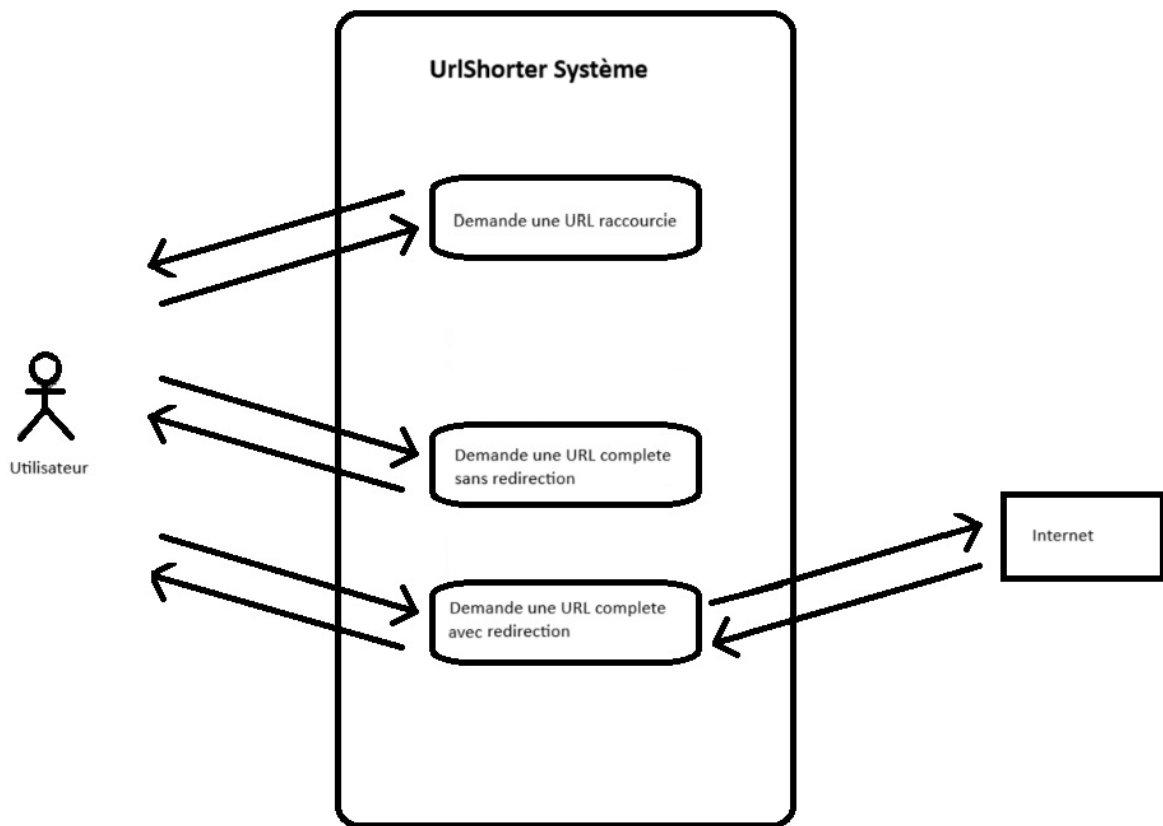 UrlShorter Système
Demande une URL raccourcie
Utilisateur
Demande une URL complete
sans redirection
Internet
Demande une URL complete
avec redirection